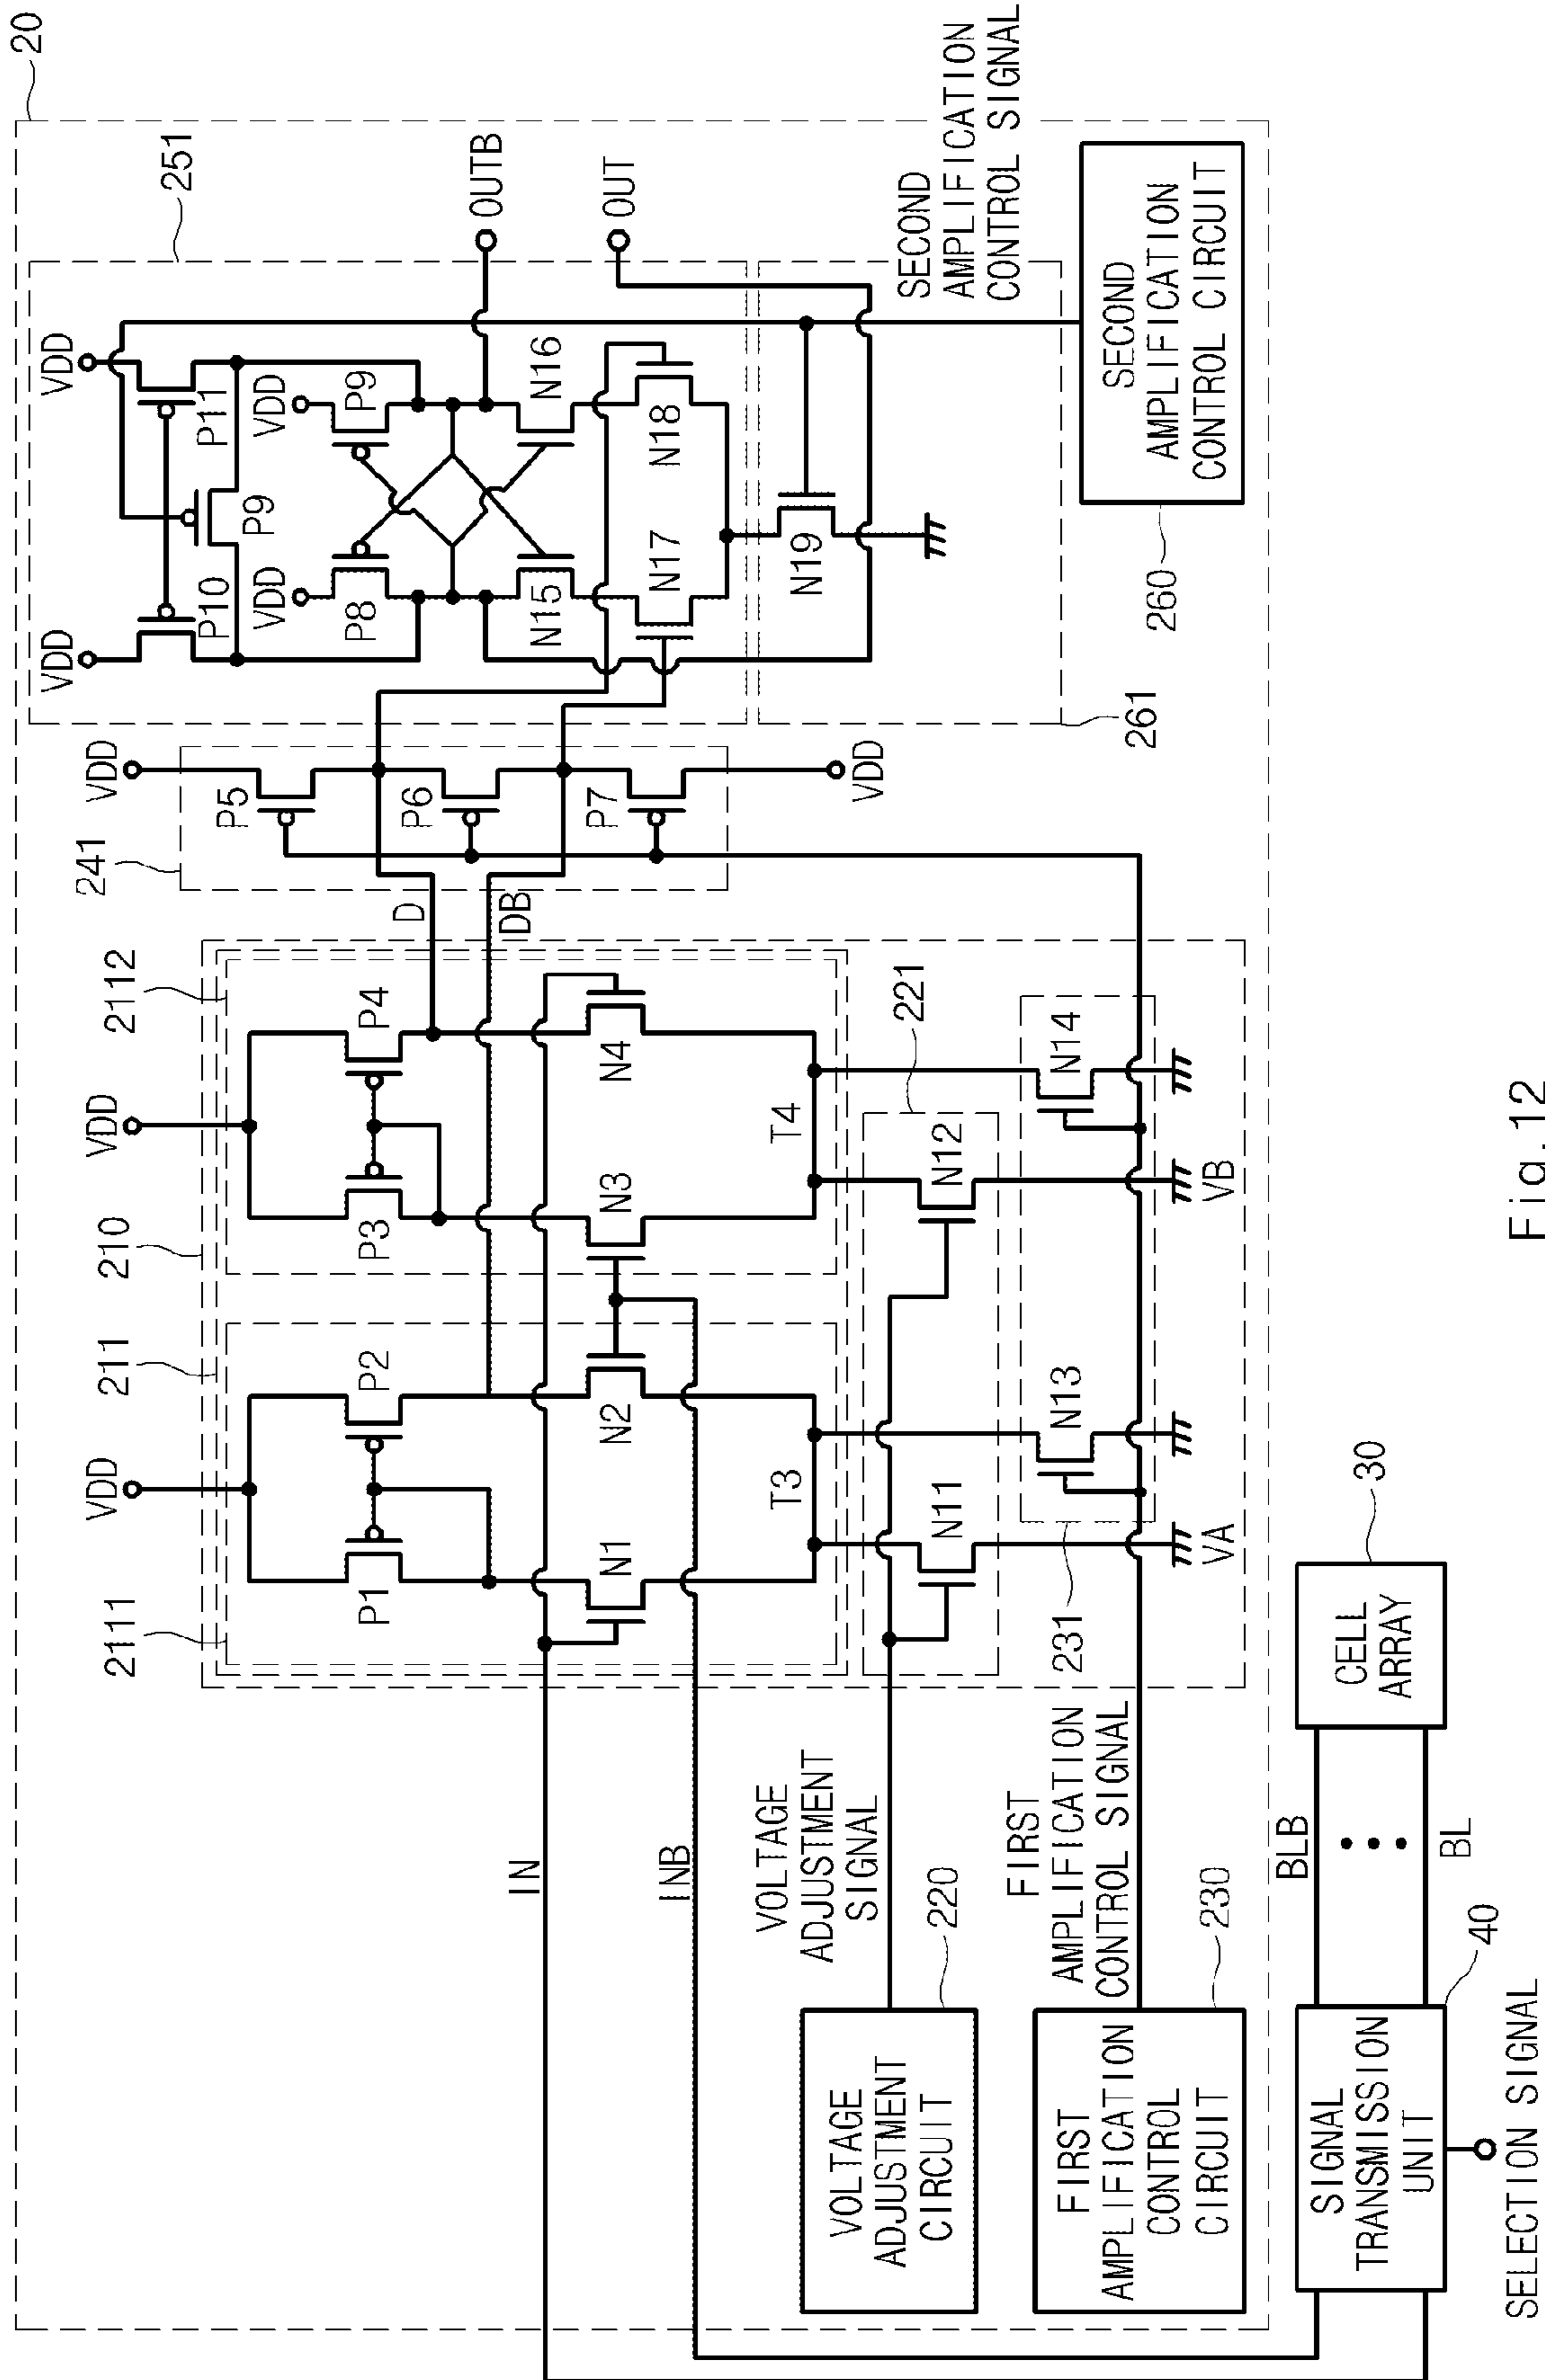 20
251
VDD
VDD
P10
P11
P9
VDD
VDD
P8
P9
OUTB
OUT
N15
N16
N17
N18
N19
SECOND
AMPLIFICATION
CONTROL SIGNAL
SECOND
AMPLIFICATION
CONTROL CIRCUIT
260
261
241
VDD
P5
P6
P7
VDD
D
DB
2112
210
211
2111
VDD
VDD
P1
P2
P3
P4
N1
N2
N3
N4
T3
T4
221
N11
N12
N13
N14
231
VA
VB
IN
INB
VOLTAGE
ADJUSTMENT
SIGNAL
FIRST
AMPLIFICATION
CONTROL SIGNAL
VOLTAGE
ADJUSTMENT
CIRCUIT
220
FIRST
AMPLIFICATION
CONTROL
CIRCUIT
230
SIGNAL
TRANSMISSION
UNIT
40
SELECTION SIGNAL
BLB
BL
CELL
ARRAY
30
Fig.12